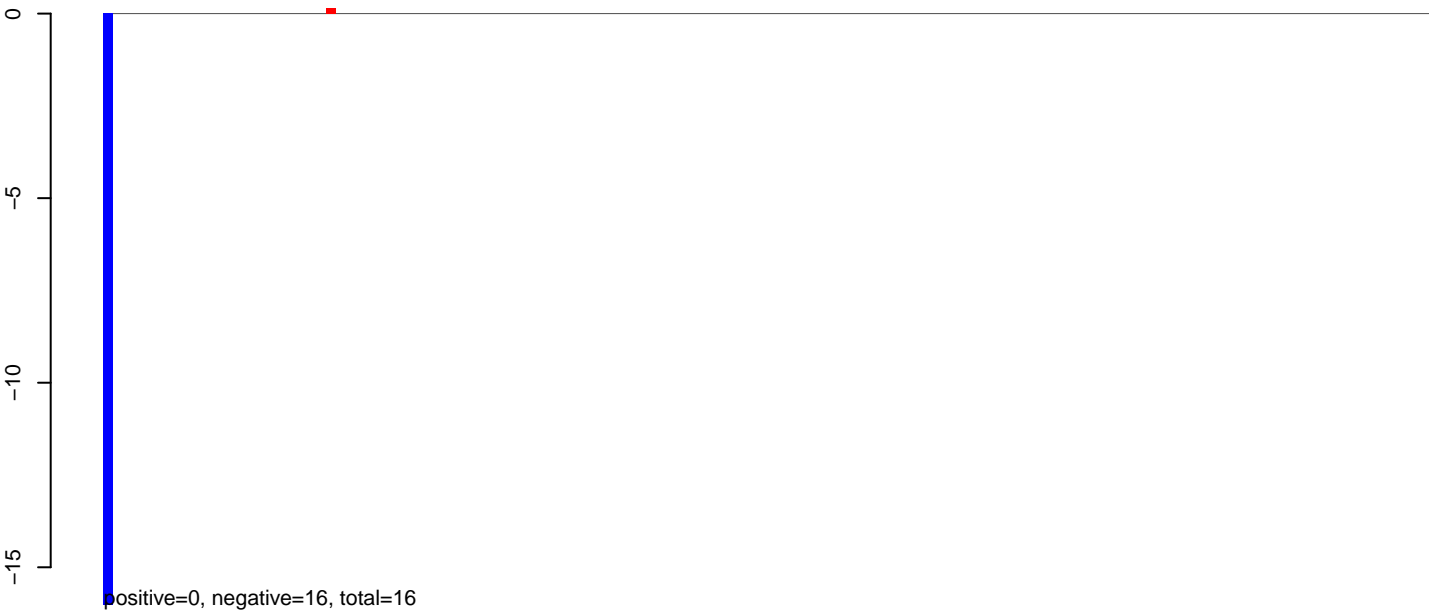 0
−5
−10
−15
positive=0, negative=16, total=16